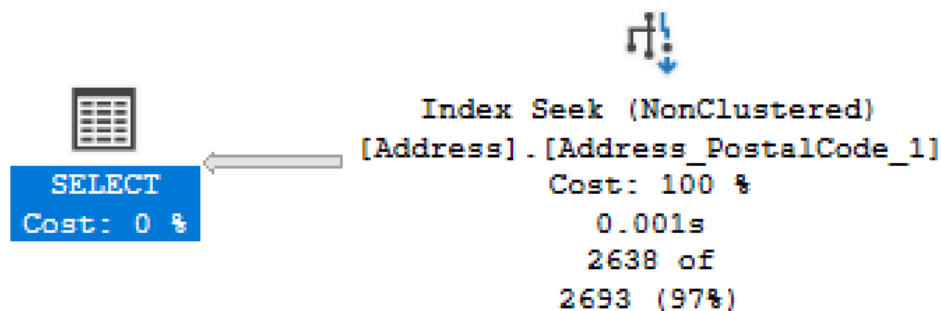 SELECT
Cost: 0 %
Index Seek (NonClustered)
[Address].[Address_PostalCode_1]
Cost: 100 %
0.001s
2638 of
2693 (97%)